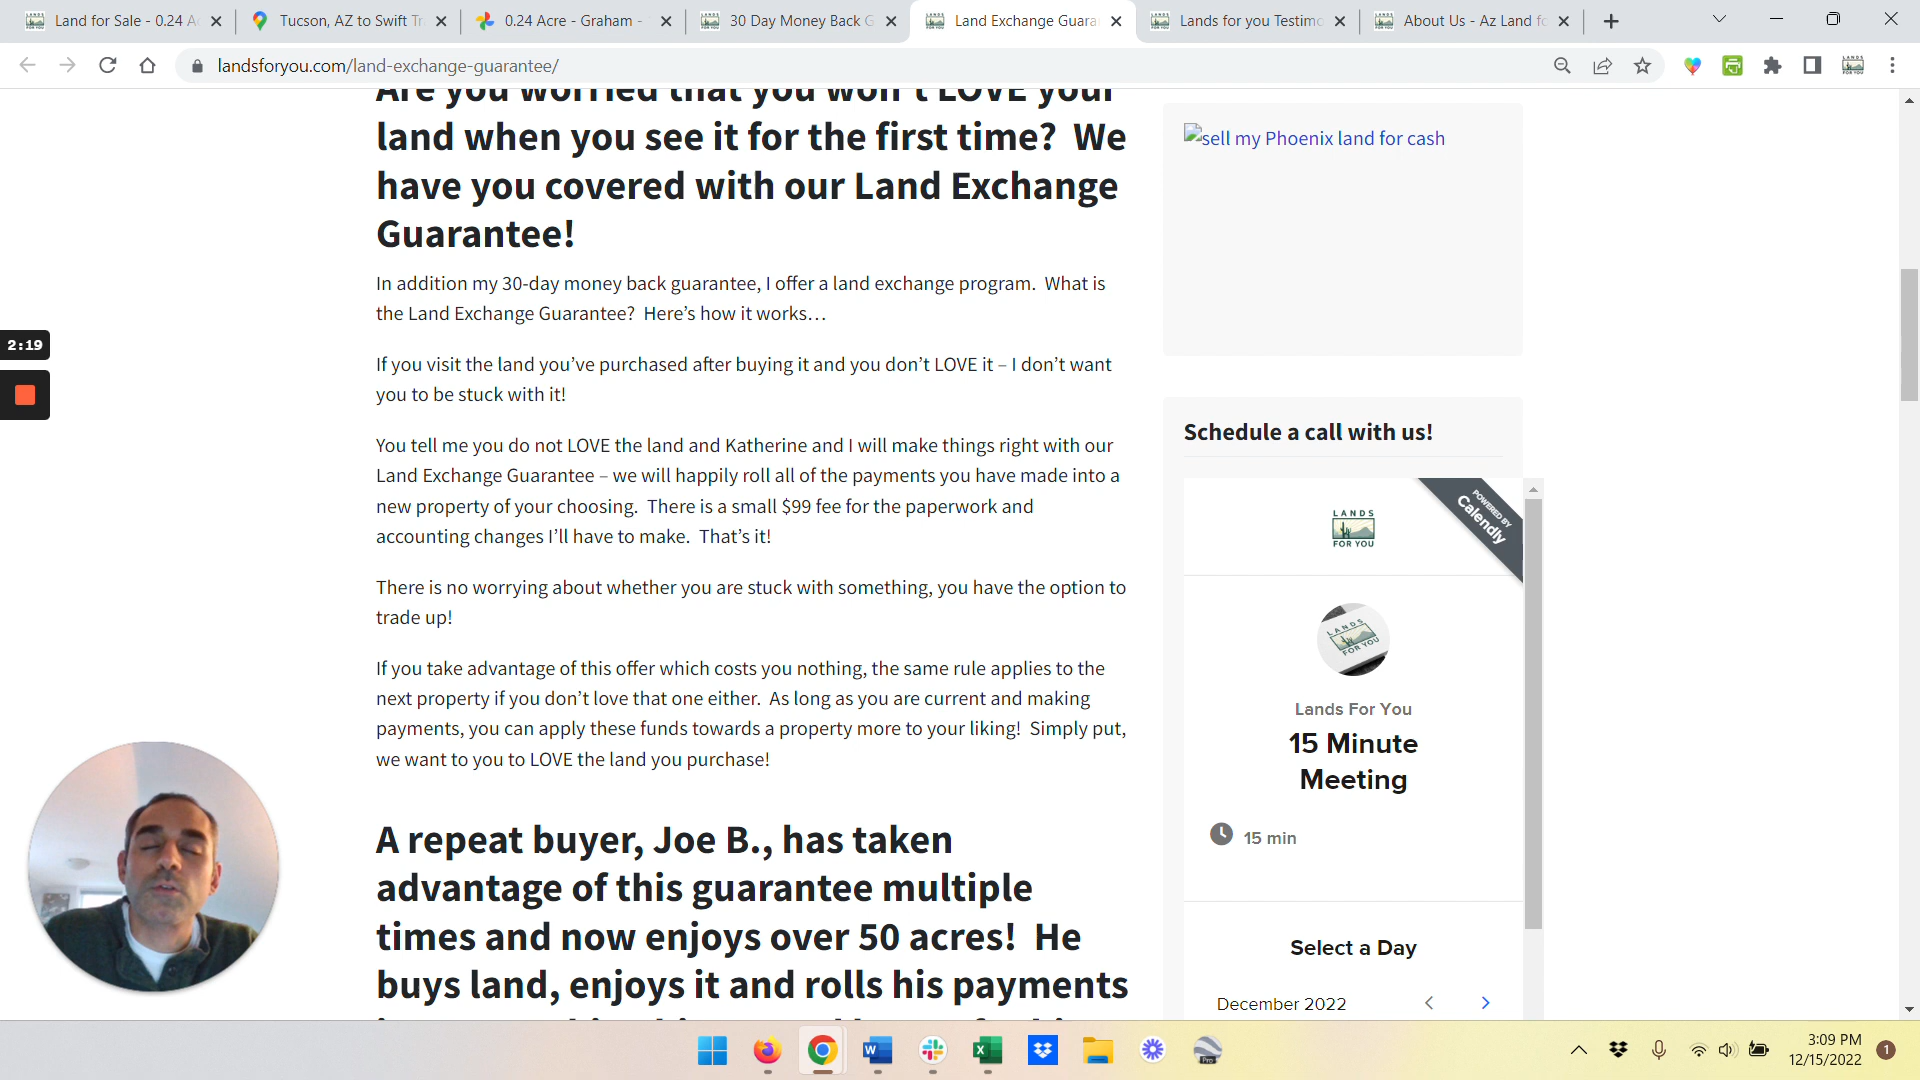 Land for Sale - 0.24 A
Tucson, AZ to Swift Tr
0.24 Acre - Graham -
30 Day Money Back G
Land Exchange Guara
Lands for you Testimo
About Us - Az Land fo
landsforyou.com/land-exchange-guarantee/
Are you worried that you won't LOVE your
land when you see it for the first time?  We
have you covered with our Land Exchange
Guarantee!
In addition my 30-day money back guarantee, I offer a land exchange program.  What is
the Land Exchange Guarantee?  Here's how it works…
If you visit the land you've purchased after buying it and you don't LOVE it – I don't want
you to be stuck with it!
You tell me you do not LOVE the land and Katherine and I will make things right with our
Land Exchange Guarantee – we will happily roll all of the payments you have made into a
new property of your choosing.  There is a small $99 fee for the paperwork and
accounting changes I'll have to make.  That's it!
There is no worrying about whether you are stuck with something, you have the option to
trade up!
If you take advantage of this offer which costs you nothing, the same rule applies to the
next property if you don't love that one either.  As long as you are current and making
payments, you can apply these funds towards a property more to your liking!  Simply put,
we want to you to LOVE the land you purchase!
A repeat buyer, Joe B., has taken
advantage of this guarantee multiple
times and now enjoys over 50 acres!  He
buys land, enjoys it and rolls his payments
sell my Phoenix land for cash
Schedule a call with us!
POWERED BY
Calendly
LANDS
FOR YOU
LANDS
FOR YOU
Lands For You
15 Minute
Meeting
15 min
Select a Day
December 2022
2:19
3:09 PM
12/15/2022
1